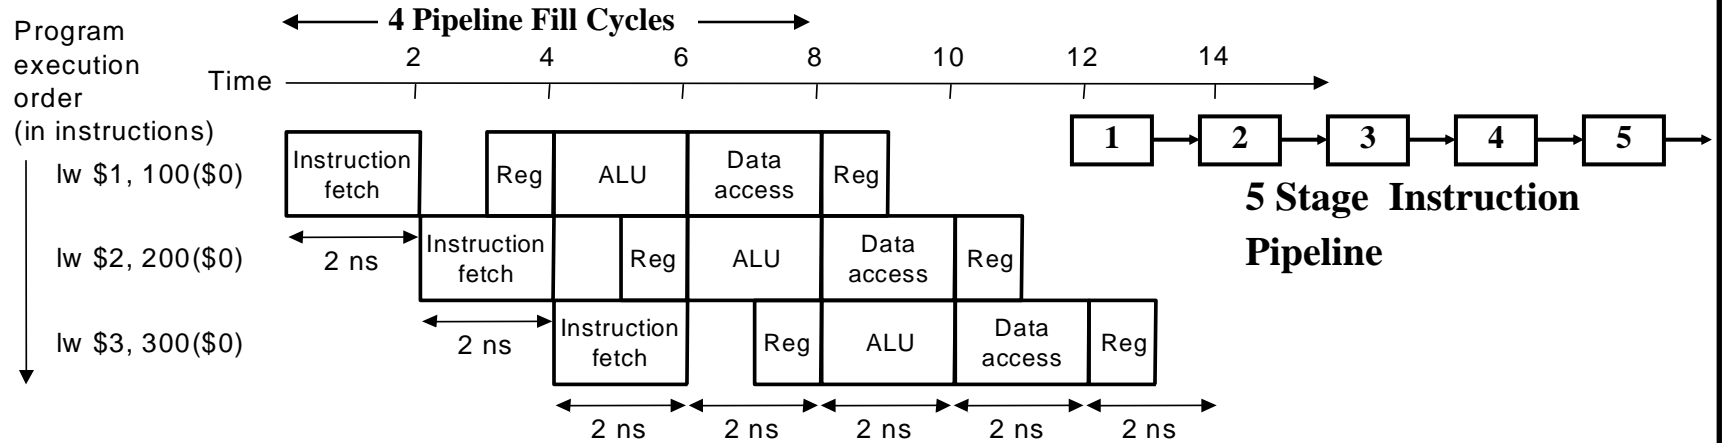 4 Pipeline Fill Cycles
Program
execution
order
(in instructions)
Time
2 4 6 8 10 12 14
1 2 3 4 5
5 Stage Instruction
Pipeline
lw $1, 100($0)
Instruction
fetch
Reg
ALU
Data
access
Reg
2 ns
lw $2, 200($0)
Instruction
fetch
Reg
ALU
Data
access
Reg
2 ns
lw $3, 300($0)
Instruction
fetch
Reg
ALU
Data
access
Reg
2 ns 2 ns 2 ns 2 ns 2 ns